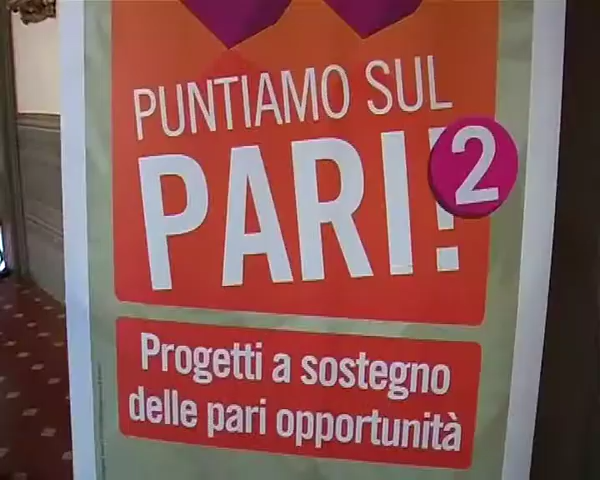 PUNTIAMO SUL
PARI! 2
Progetti a sostegno
delle pari opportunità